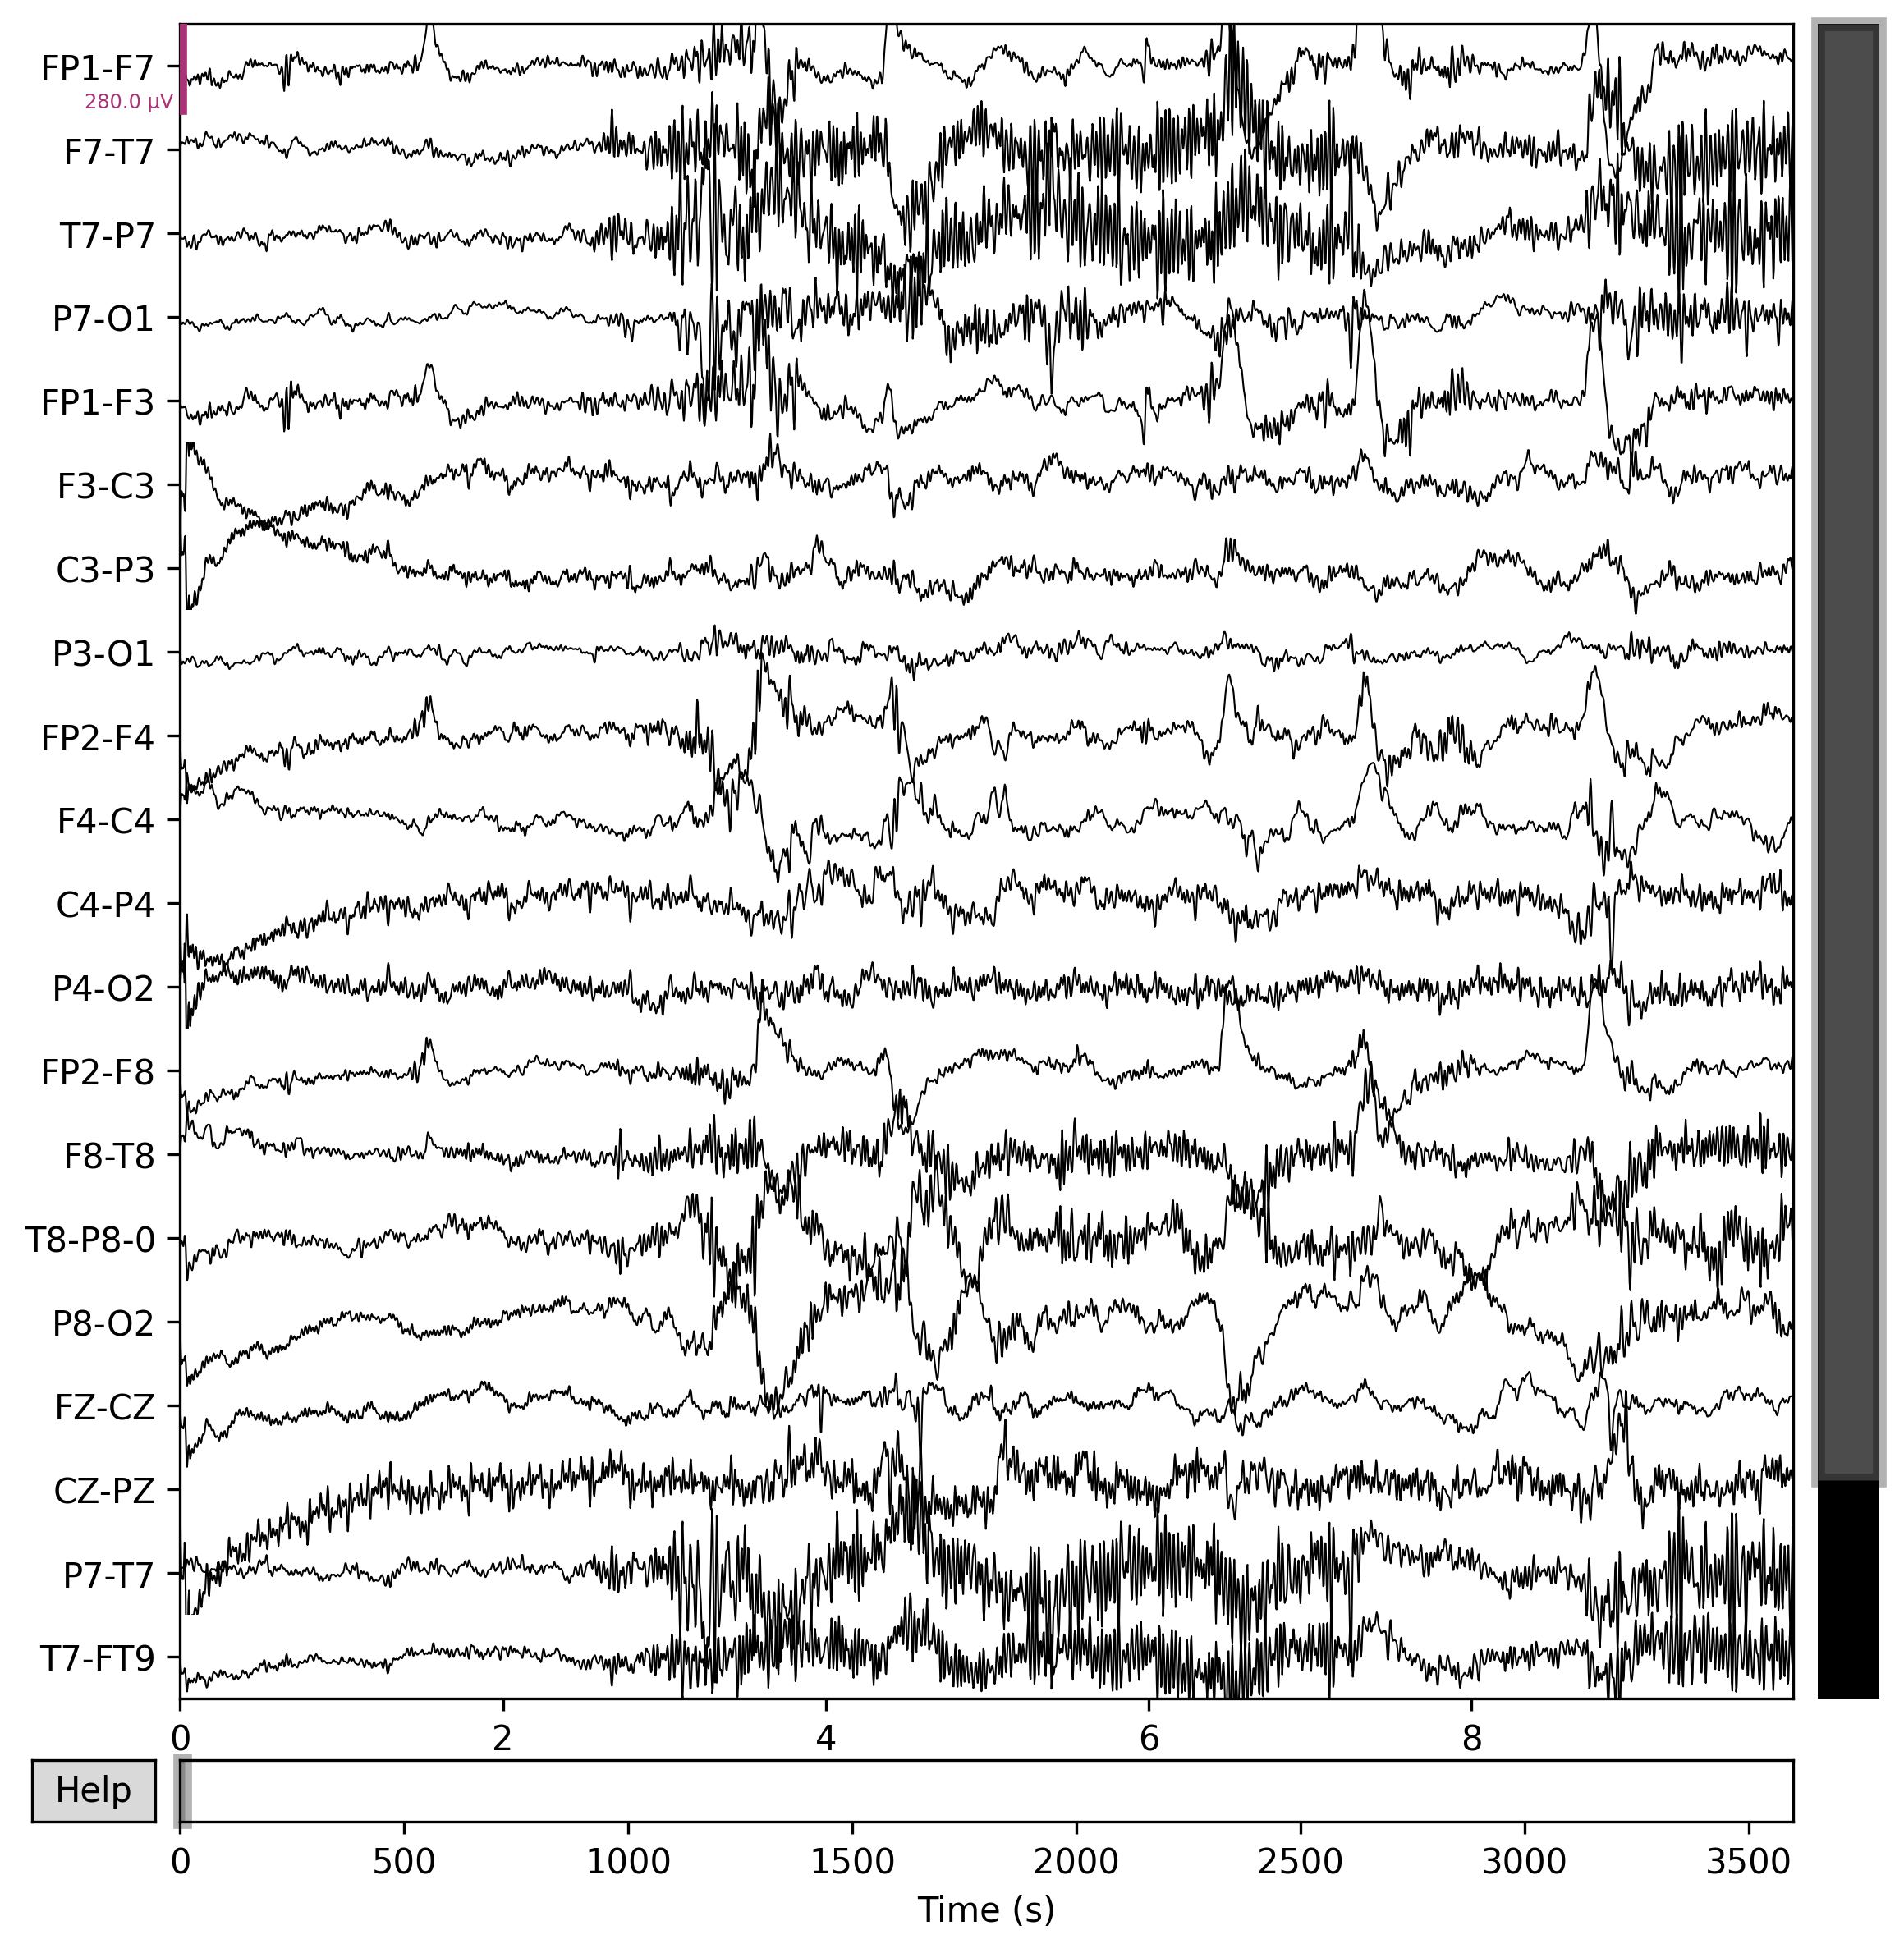 FP1-F7
280.0 µV
F7-T7
T7-P7
P7-O1
FP1-F3
F3-C3
C3-P3
P3-O1
FP2-F4
F4-C4
C4-P4
P4-O2
FP2-F8
F8-T8
T8-P8-0
P8-O2
FZ-CZ
CZ-PZ
P7-T7
T7-FT9
0 2 4 6 8
Help
0 500 1000 1500 2000 2500 3000 3500
Time (s)